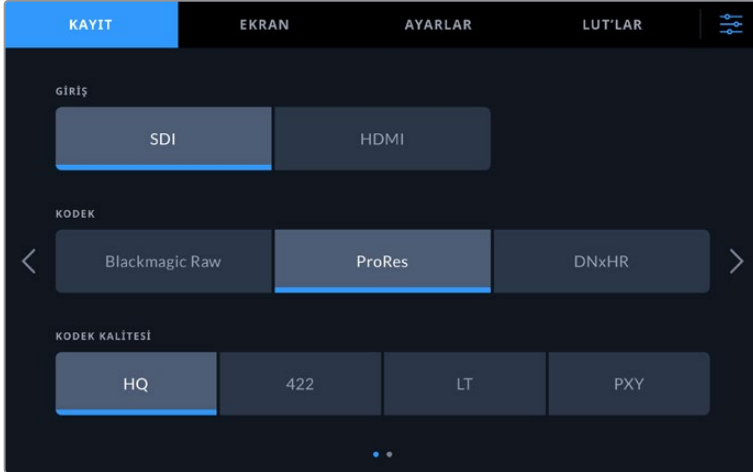 KAYIT EKRAN AYARLAR LUT'LAR
GİRİŞ
SDI HDMI
KODEK
Blackmagic Raw ProRes DNxHR
KODEK KALİTESİ
HQ 422 LT PXY